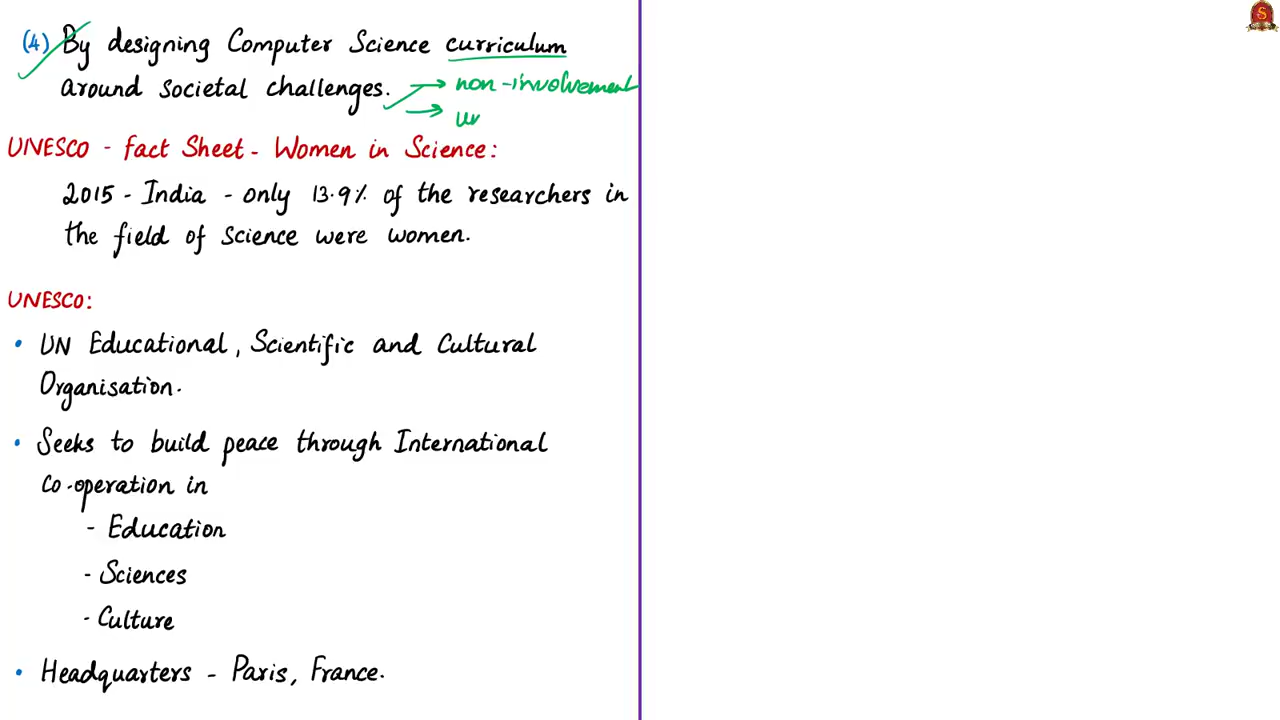 (4) By designing Computer Science curriculum
around societal challenges.
→ non-involvement
→
UNESCO - fact Sheet - Women in Science:
2015 - India - only 13.9% of the researchers in
the field of science were women.
UNESCO:
• UN Educational, Scientific and Cultural
Organisation.
• Seeks to build peace through International
Co-operation in
- Education
- Sciences
- Culture
• Headquarters - Paris, France.
S